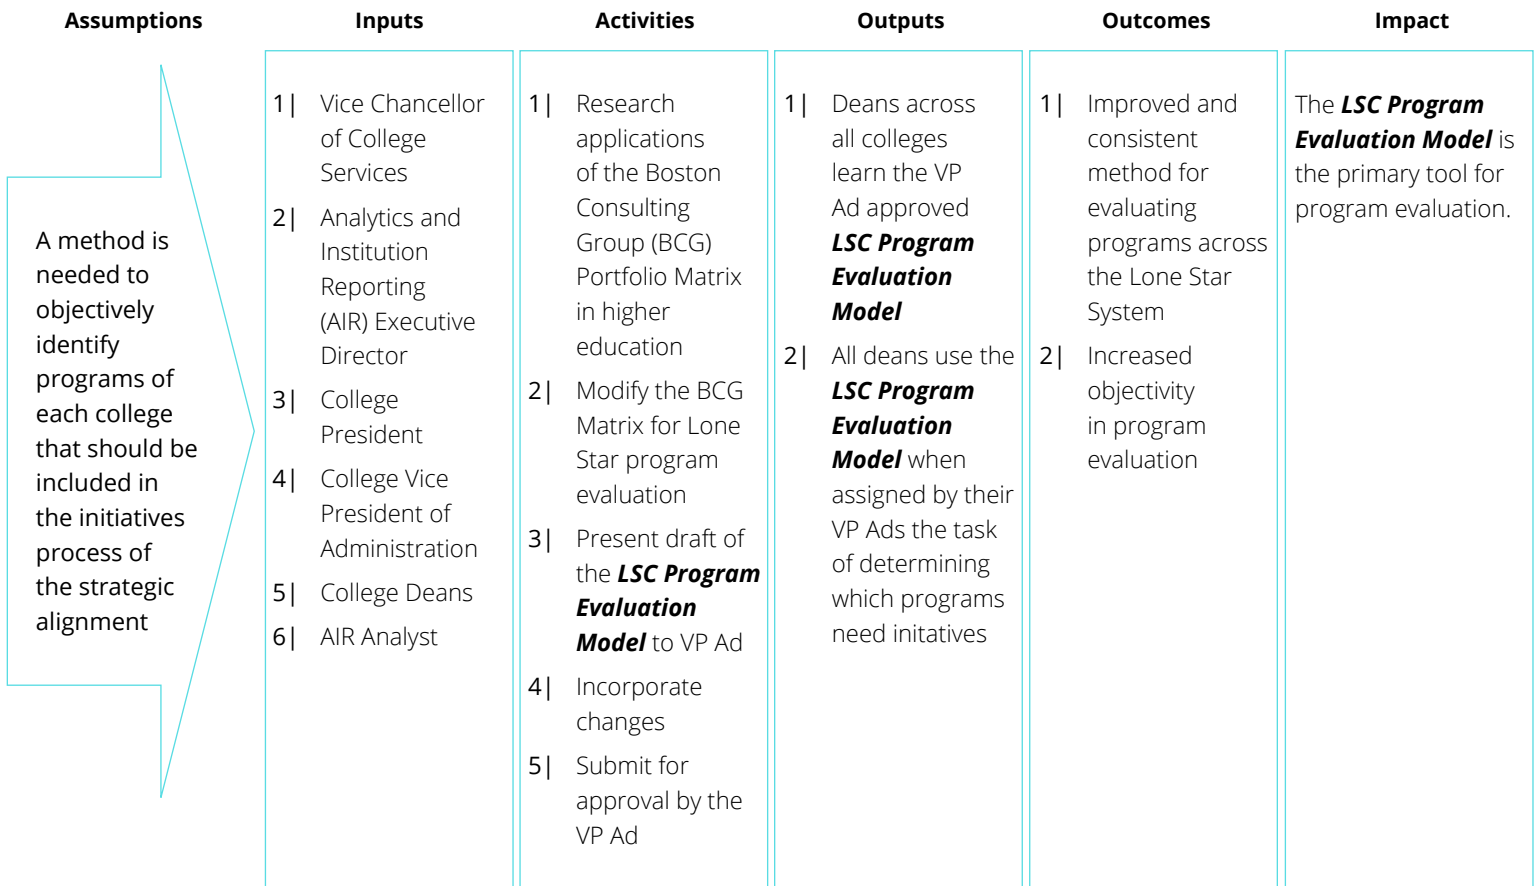 Assumptions
Inputs
Activities
Outputs
Outcomes
Impact
A method is
needed to
objectively
identify
programs of
each college
that should be
included in
the initiatives
process of
the strategic
alignment
1| Vice Chancellor
of College
Services
2| Analytics and
Institution
Reporting
(AIR) Executive
Director
3| College
President
4| College Vice
President of
Administration
5| College Deans
6| AIR Analyst
1| Research
applications
of the Boston
Consulting
Group (BCG)
Portfolio Matrix
in higher
education
2| Modify the BCG
Matrix for Lone
Star program
evaluation
3| Present draft of
the LSC Program
Evaluation
Model to VP Ad
4| Incorporate
changes
5| Submit for
approval by the
VP Ad
1| Deans across
all colleges
learn the VP
Ad approved
LSC Program
Evaluation
Model
2| All deans use the
LSC Program
Evaluation
Model when
assigned by their
VP Ads the task
of determining
which programs
need initatives
1| Improved and
consistent
method for
evaluating
programs across
the Lone Star
System
2| Increased
objectivity
in program
evaluation
The LSC Program
Evaluation Model is
the primary tool for
program evaluation.